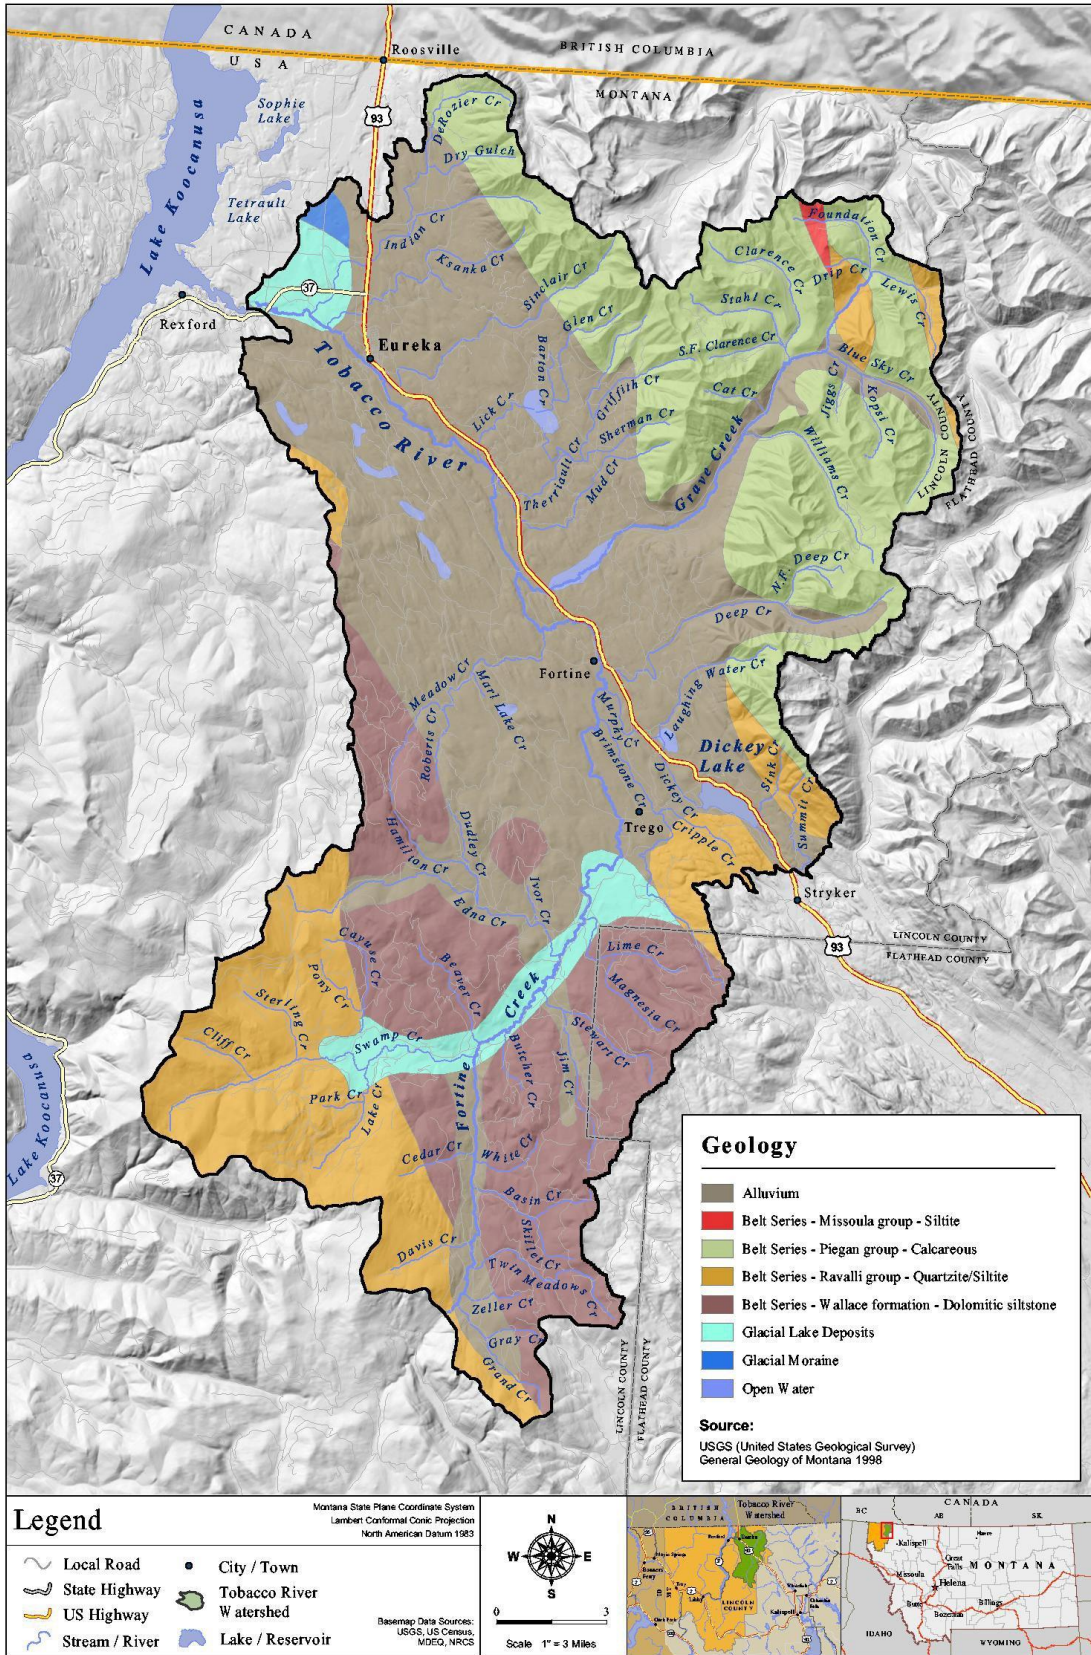 CANADA
USA
Roosville
BRITISH COLUMBIA
MONTANA
Sophie
Lake
93
DeRozier Cr
Dry Gulch
Lake Koocanusa
Tetrault
Lake
Indian Cr
Ksanka Cr
Foundation Cr
Clarence Cr
Drip Cr
Lewis Cr
Sinclair Cr
Stahl Cr
Glen Cr
37
Rexford
Eureka
S.F. Clarence Cr
Blue Sky Cr
Tobacco River
Barton Cr
Griffith Cr
Cat Cr
Jiggs Cr
Kopsi Cr
Lick Cr
Sherman Cr
LINCOLN COUNTY
FLATHEAD COUNTY
Therriault Cr
Mud Cr
Grave Creek
Williams Cr
N.F. Deep Cr
Deep Cr
Fortine
Meadow Cr
Marl Lake Cr
Roberts Cr
Laughing Water Cr
Murphy Cr
Brimstone Cr
Dickey
Lake
Dickey Cr
Sink Cr
Summit Cr
Trego
Cripple Cr
Hamilton Cr
Dudley Cr
Ivor Cr
Edna Cr
Stryker
93
LINCOLN COUNTY
FLATHEAD COUNTY
Cayuse Cr
Pony Cr
Beaver Cr
Lime Cr
Magnesia Cr
Sterling Cr
Cliff Cr
Swamp Cr
Fortine Creek
Butcher Cr
Jim Cr
Stewart Cr
Park Cr
Lake Cr
Lake Koocanusa
37
Cedar Cr
White Cr
Basin Cr
Skillet Cr
Davis Cr
Twin Meadows Cr
Zeller Cr
Gray Cr
Grand Cr
LINCOLN COUNTY
FLATHEAD COUNTY
Geology
Alluvium
Belt Series - Missoula group - Siltite
Belt Series - Piegan group - Calcareous
Belt Series - Ravalli group - Quartzite/Siltite
Belt Series - Wallace formation - Dolomitic siltstone
Glacial Lake Deposits
Glacial Moraine
Open Water
Source:
USGS (United States Geological Survey)
General Geology of Montana 1998
Legend
Montana State Plane Coordinate System
Lambert Conformal Conic Projection
North American Datum 1983
Local Road
State Highway
US Highway
Stream / River
City / Town
Tobacco River
Watershed
Lake / Reservoir
Basemap Data Sources:
USGS, US Census,
MDEQ, NRCS
N
W
E
S
0
3
Scale 1" = 3 Miles
BRITISH
COLUMBIA
Tobacco River
Watershed
LINCOLN
COUNTY
Libby
Kalispell
CANADA
BC
AB
SK
Havre
Kalispell
Great
Falls
Missoula
MONTANA
Helena
Butte
Bozeman
Billings
IDAHO
WYOMING